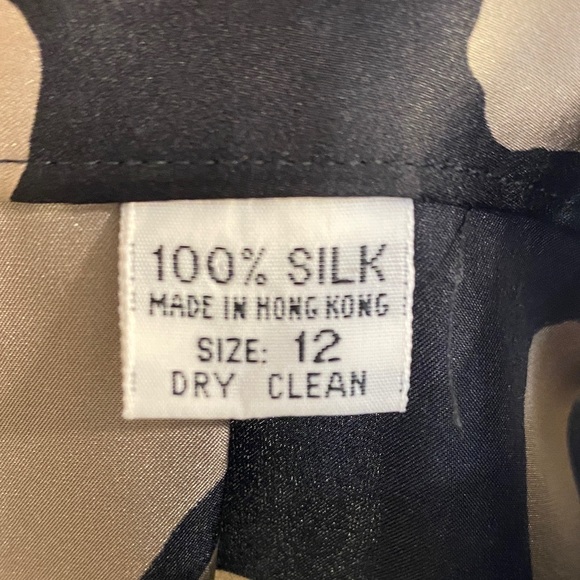 100% SILK
MADE IN HONG KONG
SIZE: 12
DRY CLEAN